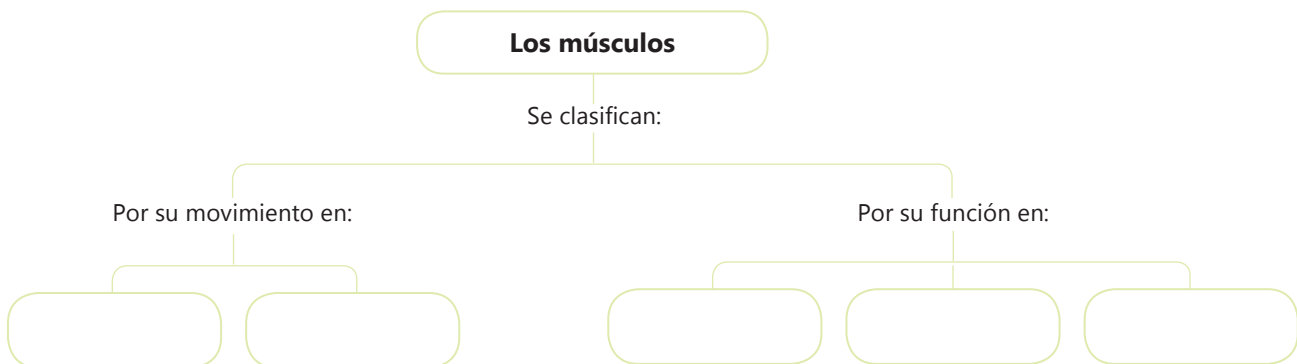 Los músculos
Se clasifican:
Por su movimiento en:
Por su función en: